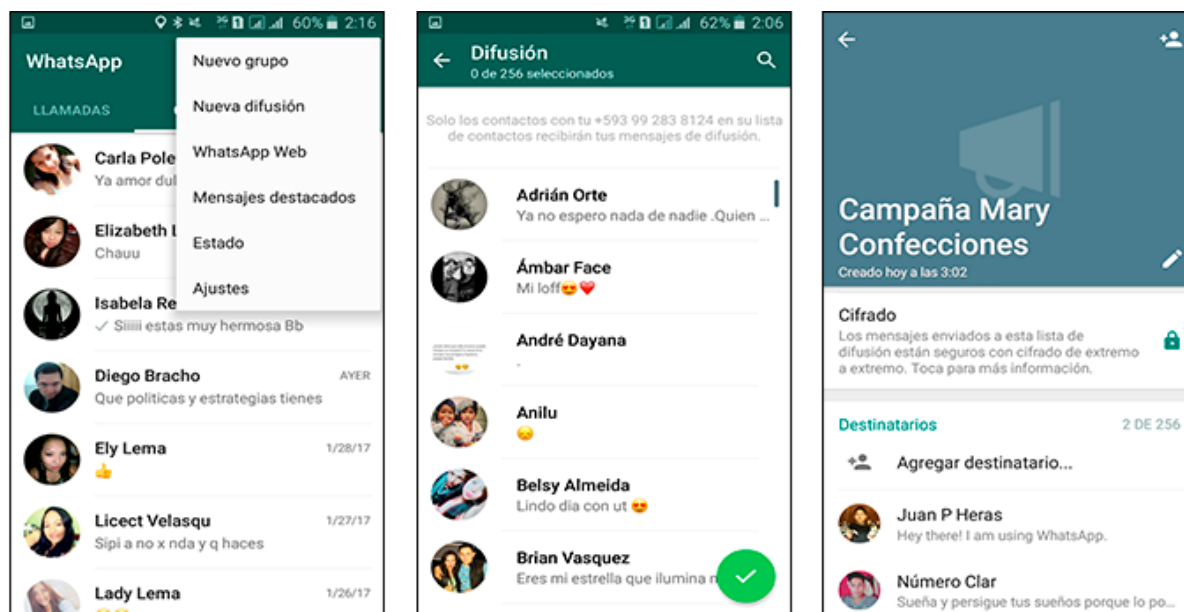 60% 2:16
WhatsApp
LLAMADAS
Nuevo grupo
Nueva difusión
WhatsApp Web
Mensajes destacados
Estado
Ajustes
Carla Pole
Ya amor dul
Elizabeth L
Chauu
Isabela Re
Siiiii estas muy hermosa Bb
Diego Bracho AYER
Que politicas y estrategias tienes
Ely Lema 1/28/17
Licect Velasqu 1/27/17
Sipi a no x nda y q haces
Lady Lema 1/26/17
62% 2:06
Difusión
0 de 256 seleccionados
Solo los contactos con tu +593 99 283 8124 en su lista
de contactos recibirán tus mensajes de difusión.
Adrián Orte
Ya no espero nada de nadie .Quien ...
Ámbar Face
Mi loff😍❤️
André Dayana
-
Anilu
😞
Belsy Almeida
Lindo dia con ut 😍
Brian Vasquez
Eres mi estrella que ilumina
Campaña Mary
Confecciones
Creado hoy a las 3:02
Cifrado
Los mensajes enviados a esta lista de
difusión están seguros con cifrado de extremo
a extremo. Toca para más información.
Destinatarios 2 DE 256
Agregar destinatario...
Juan P Heras
Hey there! I am using WhatsApp.
Número Clar
Sueña y persigue tus sueños porque lo po...